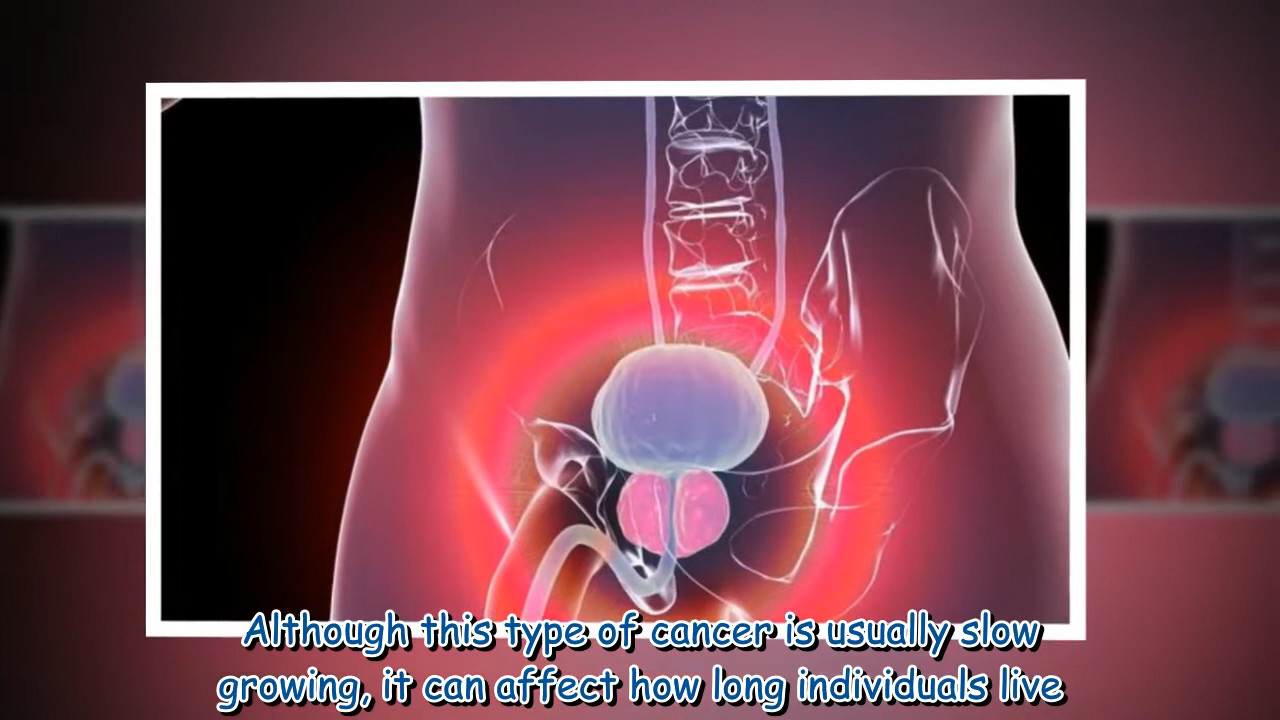 Although this type of cancer is usually slow
growing, it can affect how long individuals live